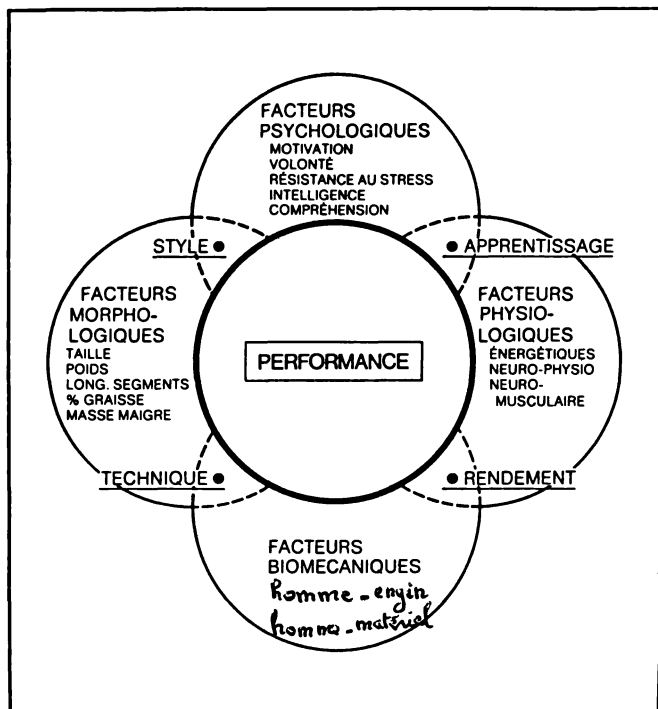 FACTEURS
PSYCHOLOGIQUES
MOTIVATION
VOLONTÉ
RÉSISTANCE AU STRESS
INTELLIGENCE
COMPRÉHENSION
STYLE ●
● APPRENTISSAGE
FACTEURS
MORPHO-
LOGIQUES
TAILLE
POIDS
LONG. SEGMENTS
% GRAISSE
MASSE MAIGRE
PERFORMANCE
FACTEURS
PHYSIO-
LOGIQUES
ÉNERGÉTIQUES
NEURO-PHYSIO
NEURO-
MUSCULAIRE
TECHNIQUE ●
● RENDEMENT
FACTEURS
BIOMECANIQUES
homme - engin
homme - matériel